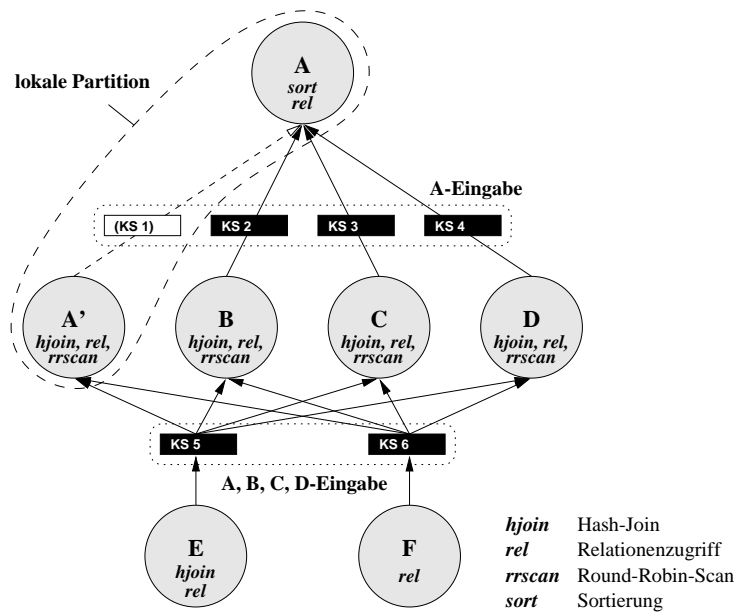 A
sort
rel
lokale Partition
A-Eingabe
(KS 1)
KS 2
KS 3
KS 4
A'
hjoin, rel,
rrscan
B
hjoin, rel,
rrscan
C
hjoin, rel,
rrscan
D
hjoin, rel,
rrscan
KS 5
KS 6
A, B, C, D-Eingabe
E
hjoin
rel
F
rel
hjoin Hash-Join
rel Relationenzugriff
rrscan Round-Robin-Scan
sort Sortierung